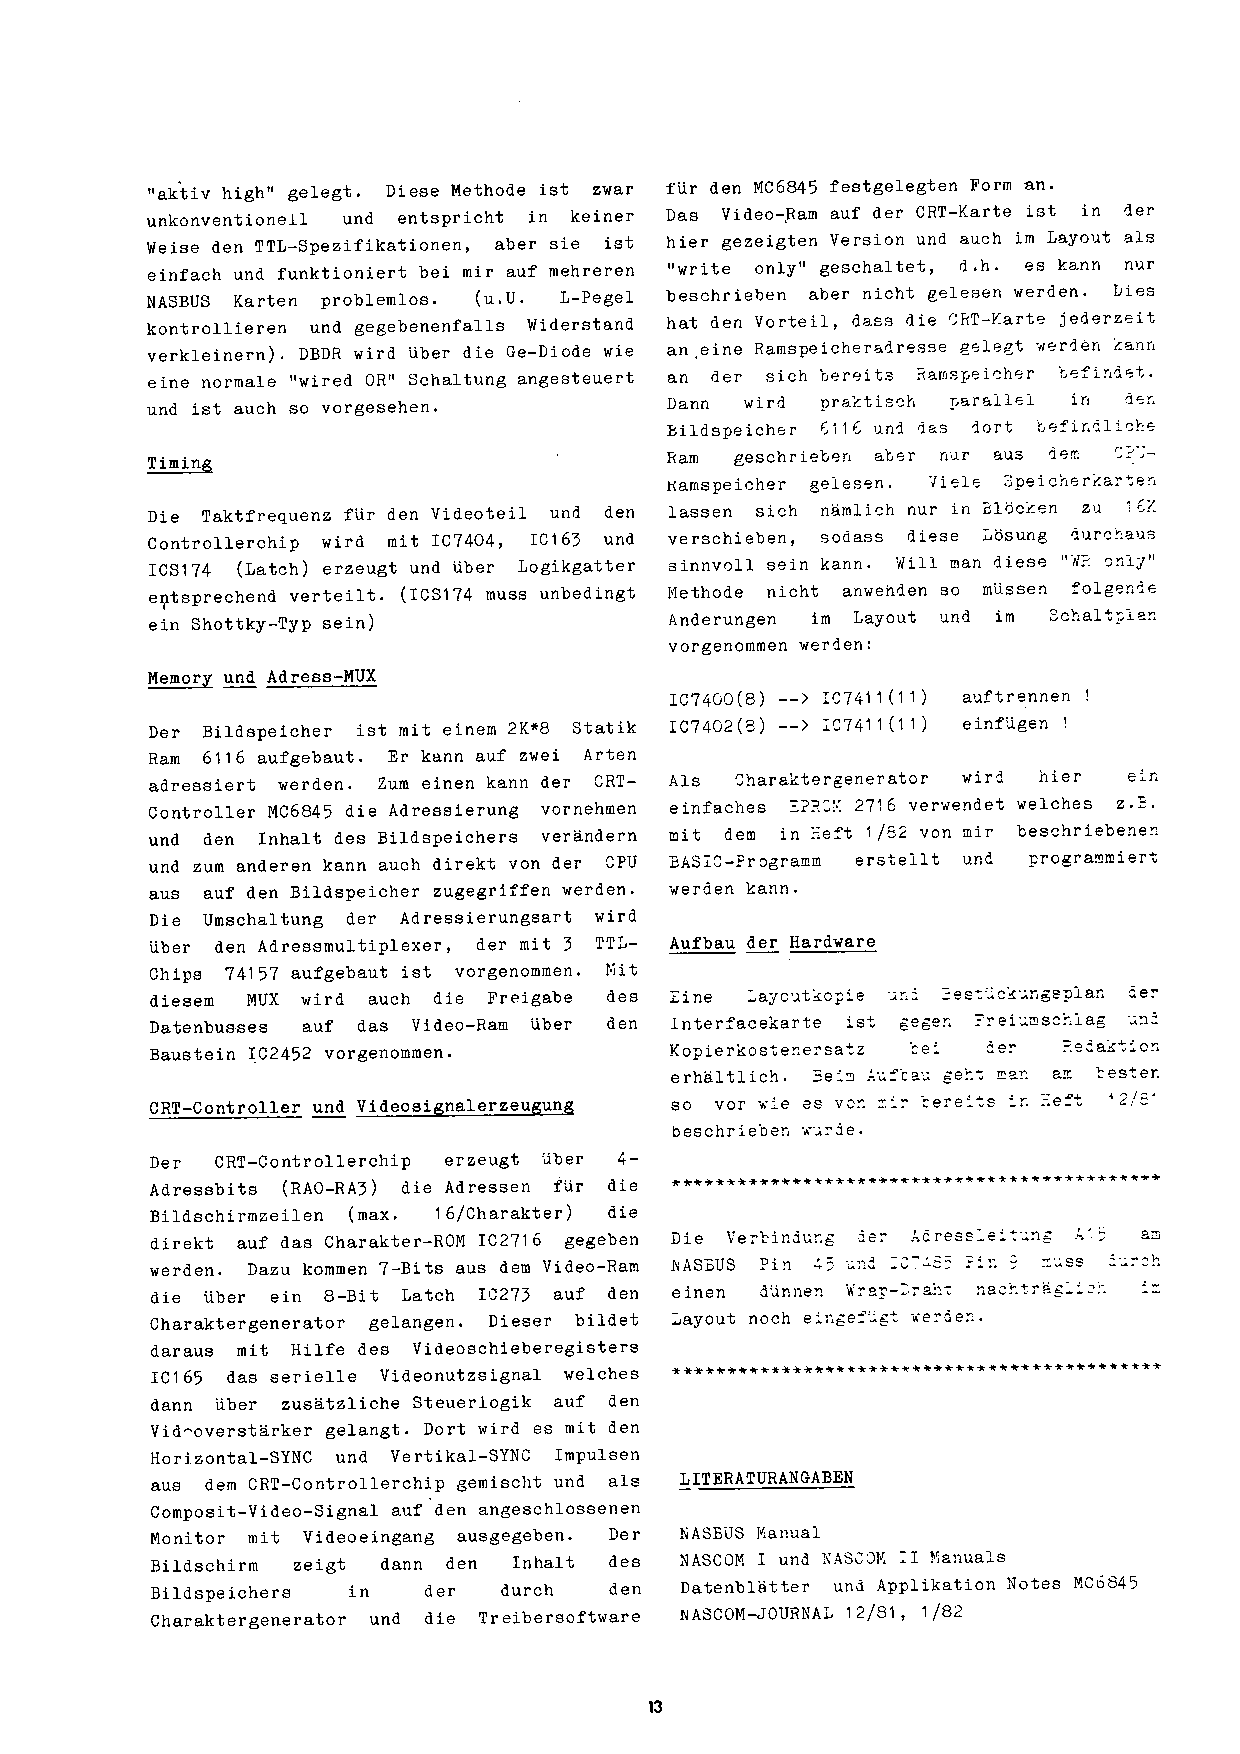 "aktiv high" gelegt. Diese Methode ist zwar
unkonventionell und entspricht in keiner
Weise den TTL-Spezifikationen, aber sie ist
einfach und funktioniert bei mir auf mehreren
NASBUS Karten problemlos. (u.U. L-Pegel
kontrollieren und gegebenenfalls Widerstand
verkleinern). DBDR wird über die Ge-Diode wie
eine normale "wired OR" Schaltung angesteuert
und ist auch so vorgesehen.
Timing
Die Taktfrequenz für den Videoteil und den
Controllerchip wird mit IC7404, IC163 und
ICS174 (Latch) erzeugt und über Logikgatter
entsprechend verteilt. (ICS174 muss unbedingt
ein Shottky-Typ sein)
Memory und Adress-MUX
Der Bildspeicher ist mit einem 2K*8 Statik
Ram 6116 aufgebaut. Er kann auf zwei Arten
adressiert werden. Zum einen kann der CRT-
Controller MC6845 die Adressierung vornehmen
und den Inhalt des Bildspeichers verändern
und zum anderen kann auch direkt von der CPU
aus auf den Bildspeicher zugegriffen werden.
Die Umschaltung der Adressierungsart wird
über den Adressmultiplexer, der mit 3 TTL-
Chips 74157 aufgebaut ist vorgenommen. Mit
diesem MUX wird auch die Freigabe des
Datenbusses auf das Video-Ram über den
Baustein IC2452 vorgenommen.
CRT-Controller und Videosignalerzeugung
Der CRT-Controllerchip erzeugt über 4-
Adressbits (RA0-RA3) die Adressen für die
Bildschirmzeilen (max. 16/Charakter) die
direkt auf das Charakter-ROM IC2716 gegeben
werden. Dazu kommen 7-Bits aus dem Video-Ram
die über ein 8-Bit Latch IC273 auf den
Charaktergenerator gelangen. Dieser bildet
daraus mit Hilfe des Videoschieberegisters
IC165 das serielle Videonutzsignal welches
dann über zusätzliche Steuerlogik auf den
Vid^overstärker gelangt. Dort wird es mit den
Horizontal-SYNC und Vertikal-SYNC Impulsen
aus dem CRT-Controllerchip gemischt und als
Composit-Video-Signal auf den angeschlossenen
Monitor mit Videoeingang ausgegeben. Der
Bildschirm zeigt dann den Inhalt des
Bildspeichers in der durch den
Charaktergenerator und die Treibersoftware
für den MC6845 festgelegten Form an.
Das Video-Ram auf der CRT-Karte ist in der
hier gezeigten Version und auch im Layout als
"write only" geschaltet, d.h. es kann nur
beschrieben aber nicht gelesen werden. Dies
hat den Vorteil, dass die CRT-Karte jederzeit
an eine Ramspeicheradresse gelegt werden kann
an der sich bereits Ramspeicher befindet.
Dann wird praktisch parallel in den
Bildspeicher 6116 und das dort befindliche
Ram geschrieben aber nur aus dem CPU-
Ramspeicher gelesen. Viele Speicherkarten
lassen sich nämlich nur in Blöcken zu 16K
verschieben, sodass diese Lösung durchaus
sinnvoll sein kann. Will man diese "WR only"
Methode nicht anwenden so müssen folgende
Anderungen im Layout und im Schaltplan
vorgenommen werden:
IC7400(8) --> IC7411(11) auftrennen !
IC7402(8) --> IC7411(11) einfügen !
Als Charaktergenerator wird hier ein
einfaches EPROM 2716 verwendet welches z.B.
mit dem in Heft 1/82 von mir beschriebenen
BASIC-Programm erstellt und programmiert
werden kann.
Aufbau der Hardware
Eine Layoutkopie und Bestückungsplan der
Interfacekarte ist gegen Freiumschlag und
Kopierkostenersatz bei der Redaktion
erhältlich. Beim Aufbau geht man am besten
so vor wie es von mir bereits in Heft 12/81
beschrieben wurde.
*********************************************
Die Verbindung der Adressleitung A15 am
NASBUS Pin 45 und IC7485 Pin 9 muss durch
einen dünnen Wrap-Draht nachträglich im
Layout noch eingefügt werden.
*********************************************
LITERATURANGABEN
NASBUS Manual
NASCOM I und NASCOM II Manuals
Datenblätter und Applikation Notes MC6845
NASCOM-JOURNAL 12/81, 1/82
13